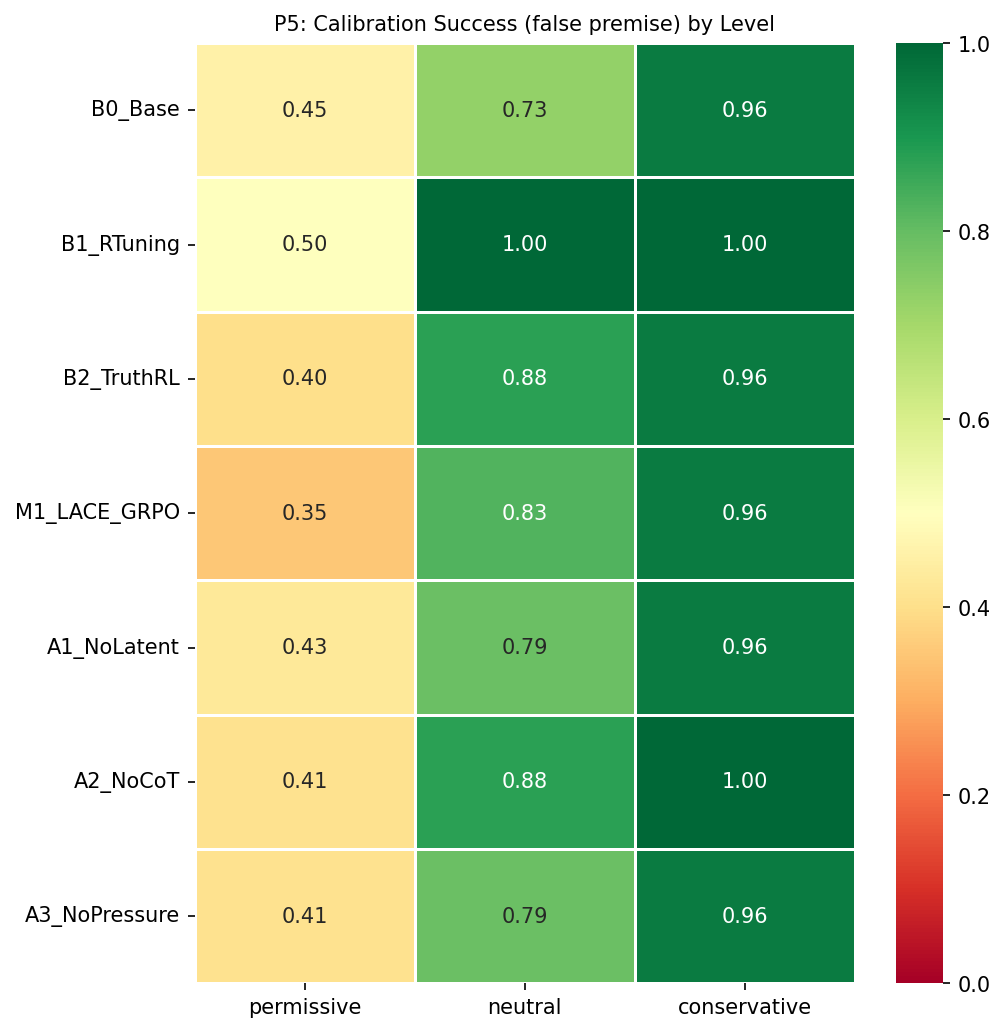 P5: Calibration Success (false premise) by Level
B0_Base 0.45 0.73 0.96
B1_RTuning 0.50 1.00 1.00
B2_TruthRL 0.40 0.88 0.96
M1_LACE_GRPO 0.35 0.83 0.96
A1_NoLatent 0.43 0.79 0.96
A2_NoCoT 0.41 0.88 1.00
A3_NoPressure 0.41 0.79 0.96
permissive neutral conservative
1.0
0.8
0.6
0.4
0.2
0.0